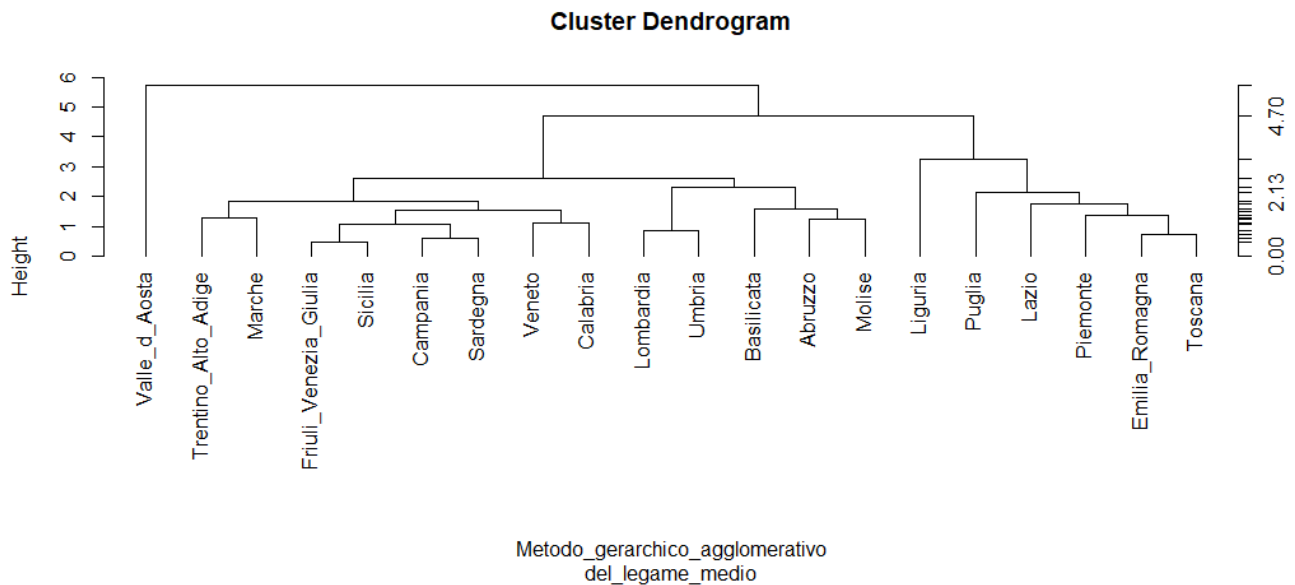 Cluster Dendrogram
Height
0
1
2
3
4
5
6
Valle_d_Aosta
Trentino_Alto_Adige
Marche
Friuli_Venezia_Giulia
Sicilia
Campania
Sardegna
Veneto
Calabria
Lombardia
Umbria
Basilicata
Abruzzo
Molise
Liguria
Puglia
Lazio
Piemonte
Emilia_Romagna
Toscana
0.00
2.13
4.70
Metodo_gerarchico_agglomerativo
del_legame_medio